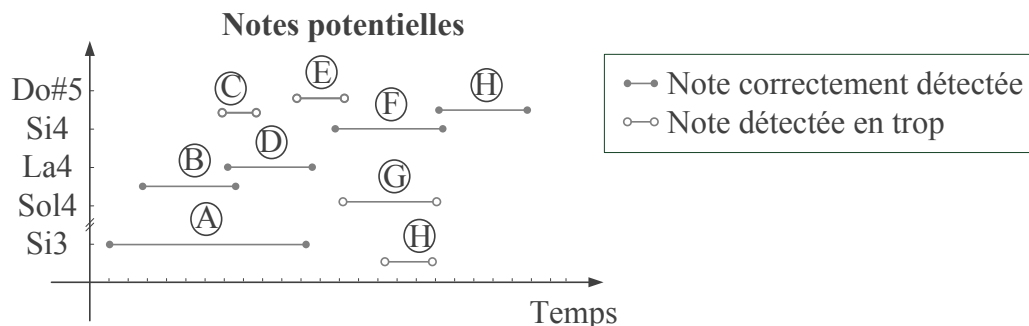 Notes potentielles
Do#5
Si4
La4
Sol4
Si3
C
E
H
F
D
B
G
A
H
Temps
Note correctement détectée
Note détectée en trop